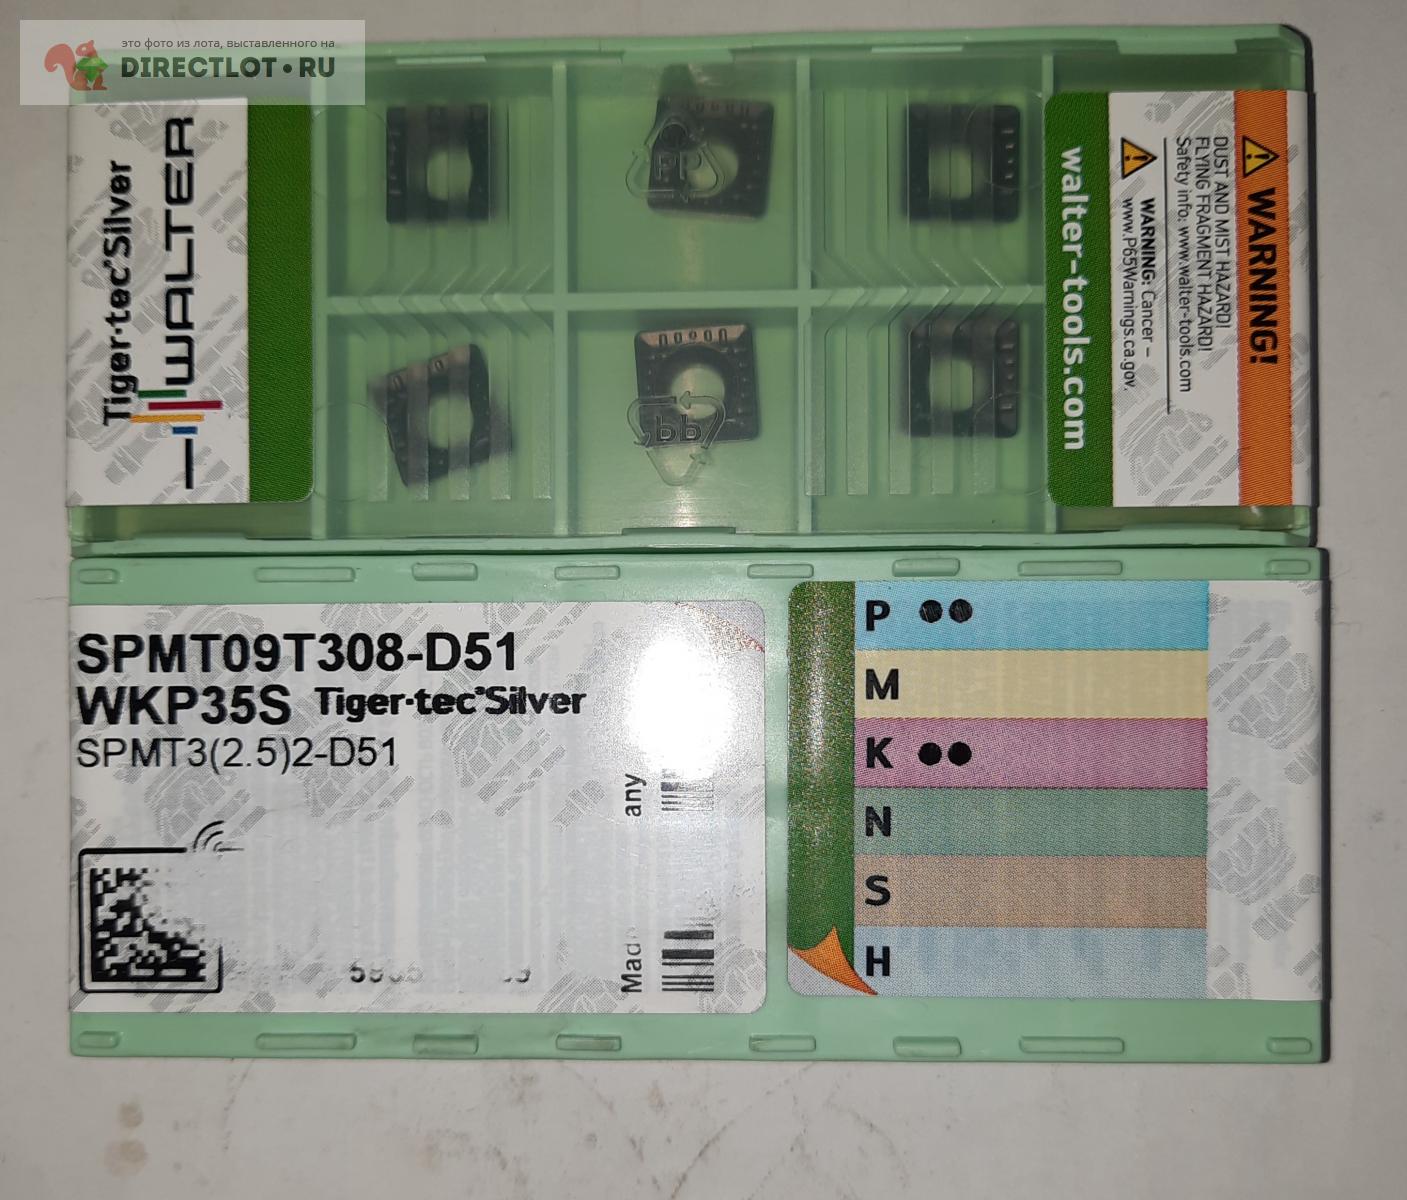 это фото из лота, выставленного на
DIRECTLOT.RU
Tiger·tec®Silver
WALTER
EP
bb
walter-tools.com
WARNING!
DUST AND MIST HAZARD!
FLYING FRAGMENT HAZARD!
Safety info: www.walter-tools.com
WARNING: Cancer –
www.P65Warnings.ca.gov.
SPMT09T308-D51
WKP35S Tiger·tec®Silver
SPMT3(2.5)2-D51
P ●●
M
K ●●
N
S
H